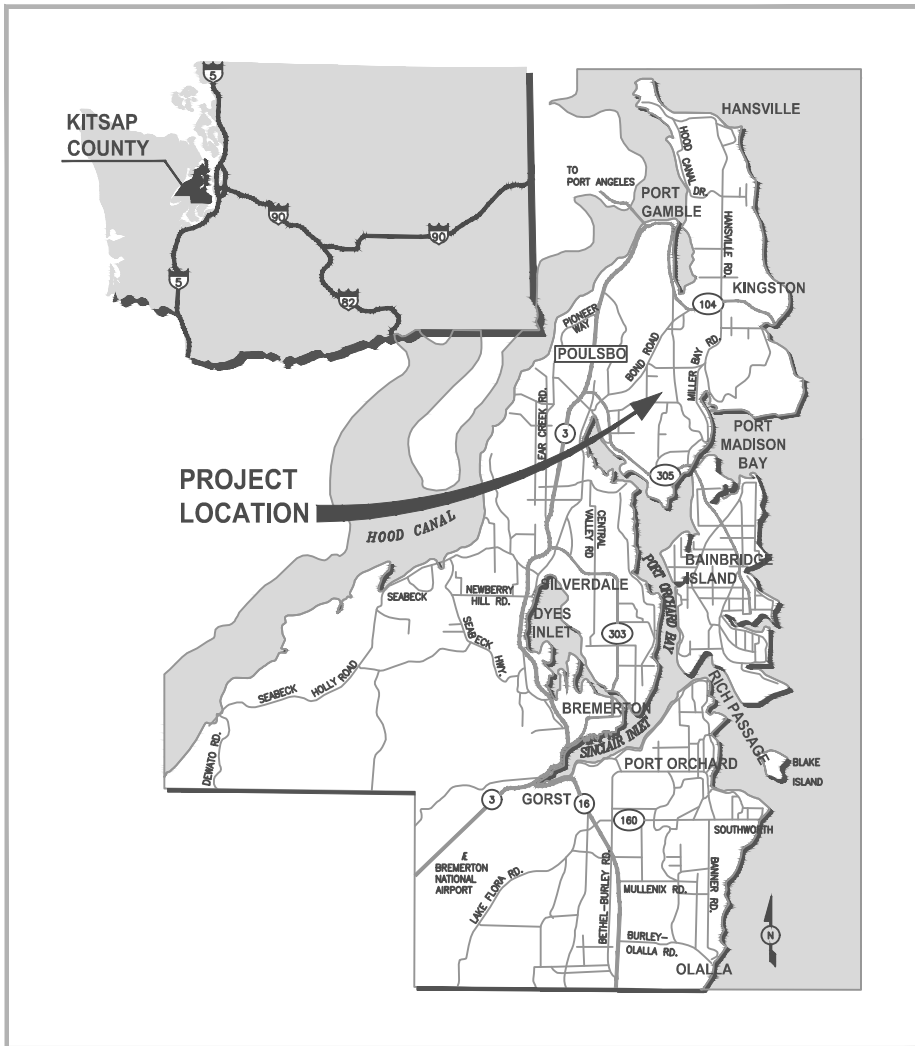 5
KITSAP
COUNTY
90
90
5
82
HANSVILLE
HOOD CANAL
DR.
TO
PORT ANGELES
PORT
GAMBLE
HANSVILLE RD.
KINGSTON
104
PIONEER
WAY
BOND ROAD
MILLER BAY RD.
POULSBO
EAR CREEK RD.
3
PORT
MADISON
BAY
305
PROJECT
LOCATION
HOOD CANAL
CENTRAL
VALLEY RD
PORT ORCHARD BAY
BAINBRIDGE
ISLAND
SEABECK
NEWBERRY
HILL RD.
SILVERDALE
DYES
INLET
303
SEABECK
HWY.
SEABECK
HOLLY ROAD
DEWATO RD.
BREMERTON
SINCLAIR INLET
RICH PASSAGE
PORT ORCHARD
BLAKE
ISLAND
3
GORST
16
160
SOUTHWORTH
BREMERTON
NATIONAL
AIRPORT
LAKE FLORA RD.
BETHEL-BURLEY RD.
MULLENIX RD.
BANNER RD.
BURLEY-
OLALLA RD.
OLALLA
N